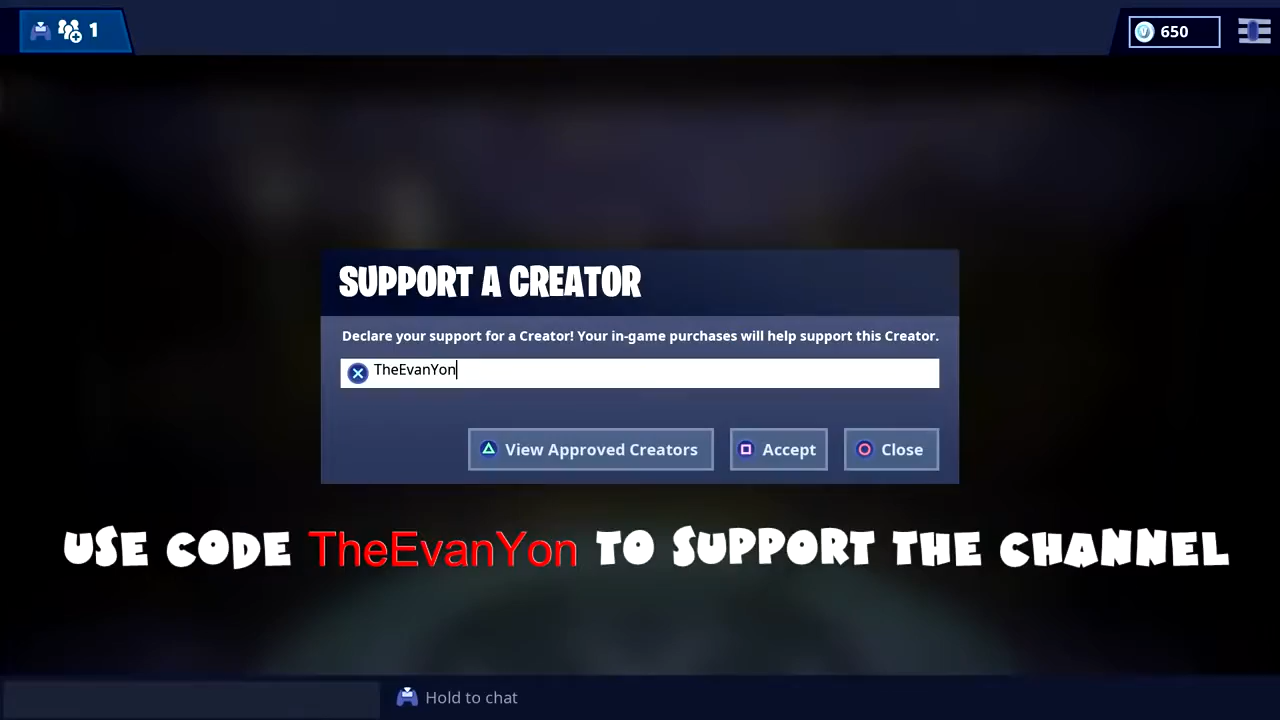 1
650
SUPPORT A CREATOR
Declare your support for a Creator! Your in-game purchases will help support this Creator.
TheEvanYon
View Approved Creators
Accept
Close
USE CODE TheEvanYon TO SUPPORT THE CHANNEL
Hold to chat